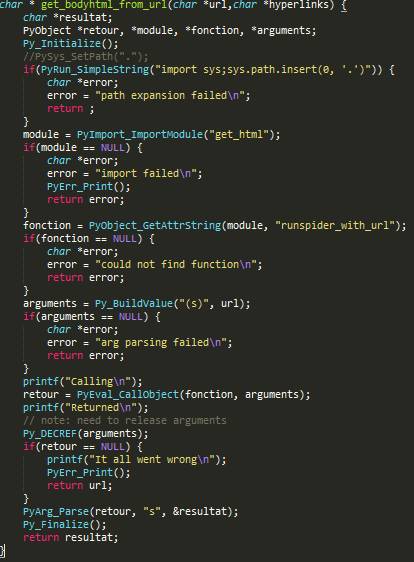 char * get_bodyhtml_from_url(char *url,char *hyperlinks) {
char *resultat;
PyObject *retour, *module, *fonction, *arguments;
Py_Initialize();
//PySys_SetPath(".");
if(PyRun_SimpleString("import sys;sys.path.insert(0, '.')")) {
char *error;
error = "path expansion failed\n";
return ;
}
module = PyImport_ImportModule("get_html");
if(module == NULL) {
char *error;
error = "import failed\n";
PyErr_Print();
return error;
}
fonction = PyObject_GetAttrString(module, "runspider_with_url");
if(fonction == NULL) {
char *error;
error = "could not find function\n";
return error;
}
arguments = Py_BuildValue("(s)", url);
if(arguments == NULL) {
char *error;
error = "arg parsing failed\n";
return error;
}
printf("Calling\n");
retour = PyEval_CallObject(fonction, arguments);
printf("Returned\n");
// note: need to release arguments
Py_DECREF(arguments);
if(retour == NULL) {
printf("It all went wrong\n");
PyErr_Print();
return url;
}
PyArg_Parse(retour, "s", &resultat);
Py_Finalize();
return resultat;
}